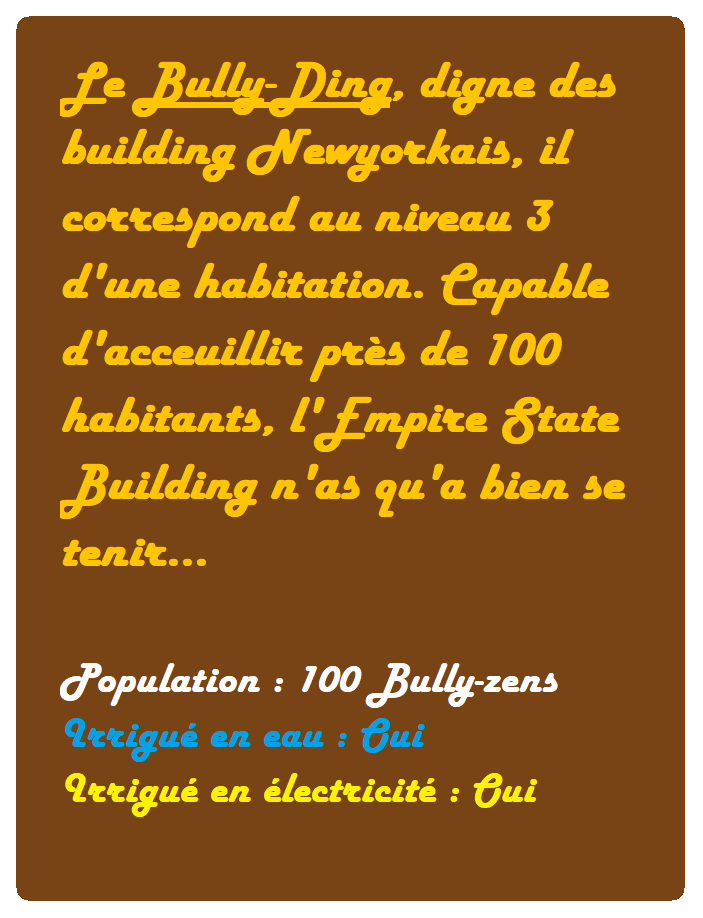 Le Bully-Ding, digne des
building Newyorkais, il
correspond au niveau 3
d'une habitation. Capable
d'acceuillir près de 100
habitants, l'Empire State
Building n'as qu'a bien se
tenir...
Population : 100 Bully-zens
Irrigué en eau : Oui
Irrigué en électricité : Oui